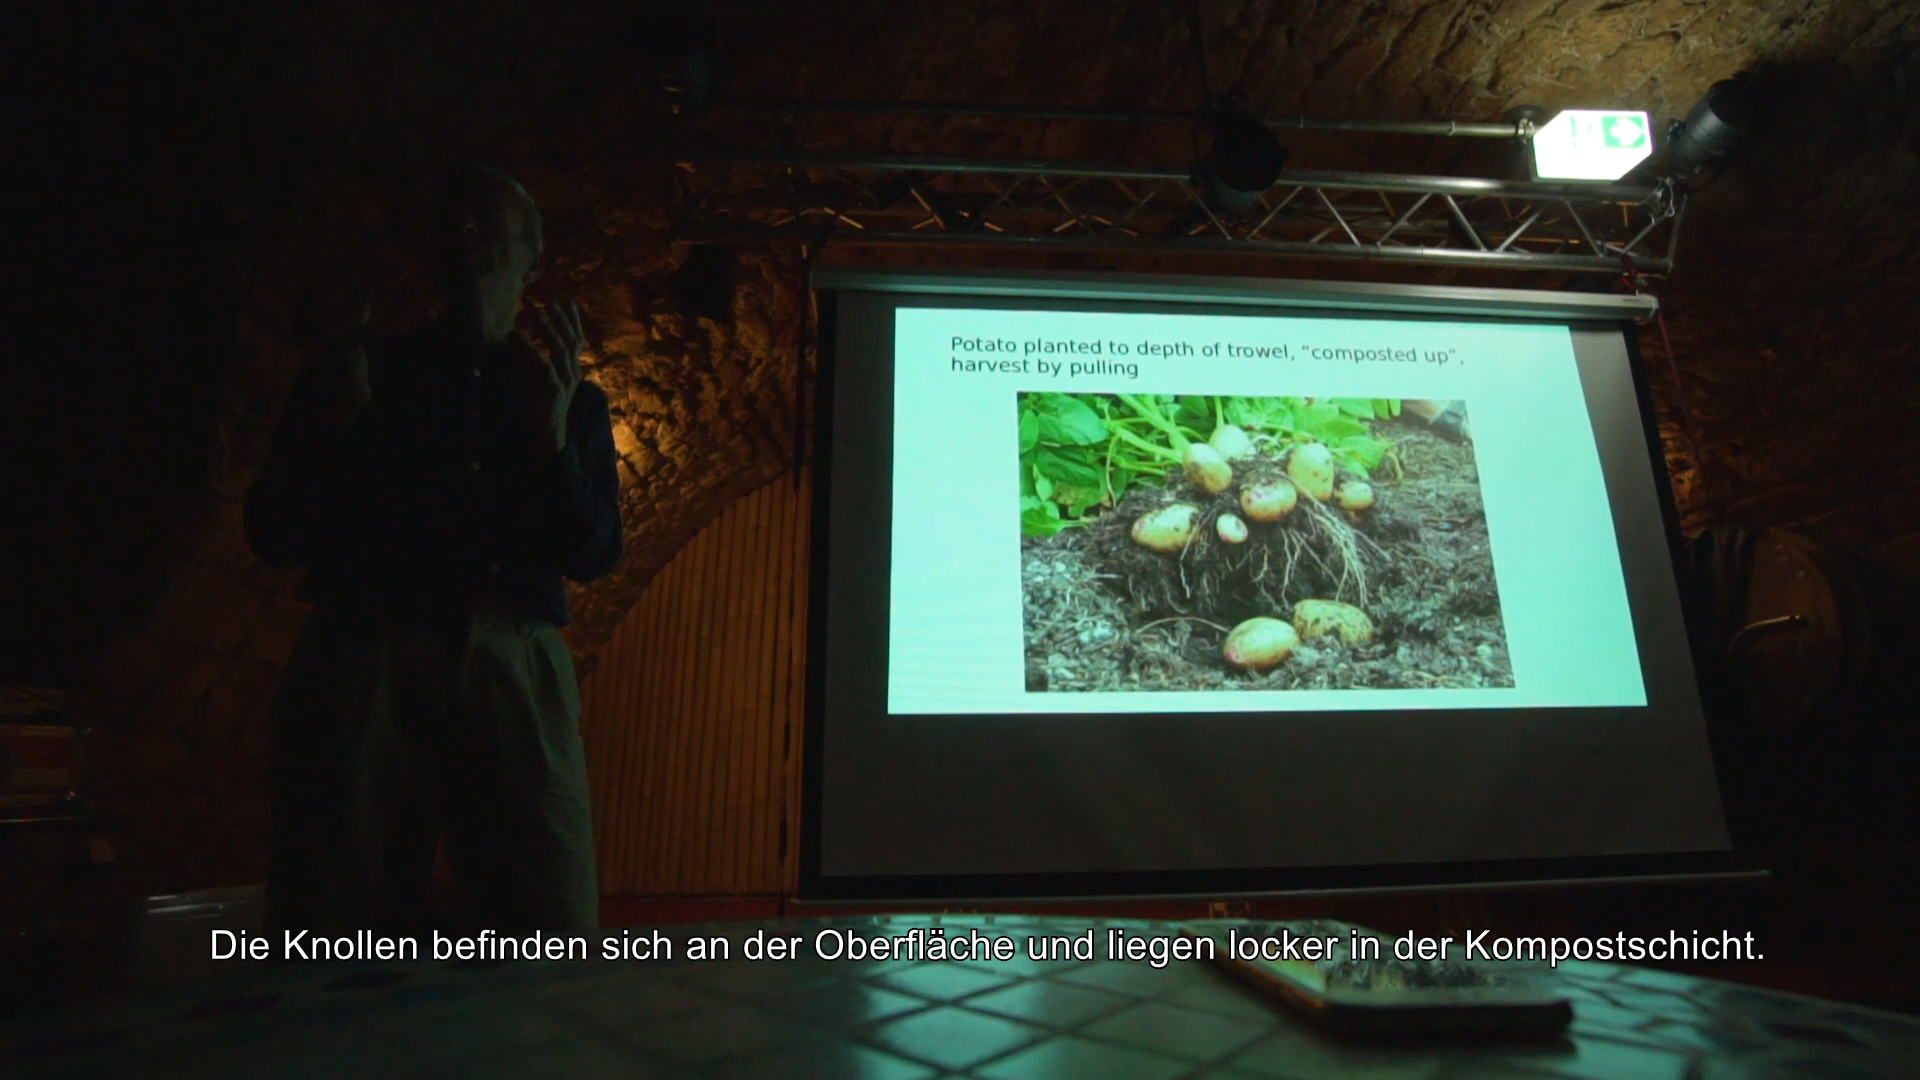 Potato planted to depth of trowel, “composted up”,
harvest by pulling
Die Knollen befinden sich an der Oberfläche und liegen locker in der Kompostschicht.